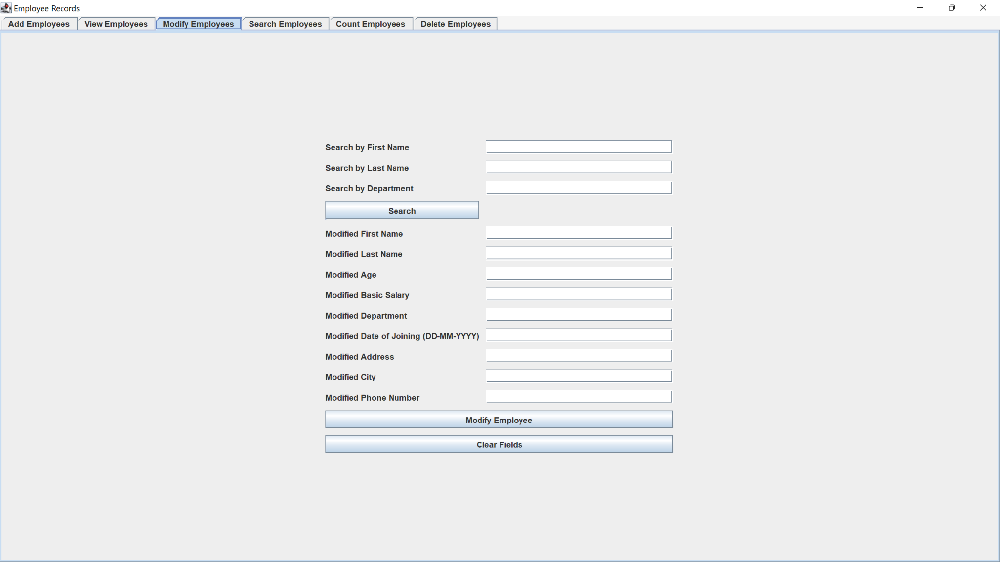 Employee Records
Add Employees View Employees Modify Employees Search Employees Count Employees Delete Employees
Search by First Name
Search by Last Name
Search by Department
Search
Modified First Name
Modified Last Name
Modified Age
Modified Basic Salary
Modified Department
Modified Date of Joining (DD-MM-YYYY)
Modified Address
Modified City
Modified Phone Number
Modify Employee
Clear Fields